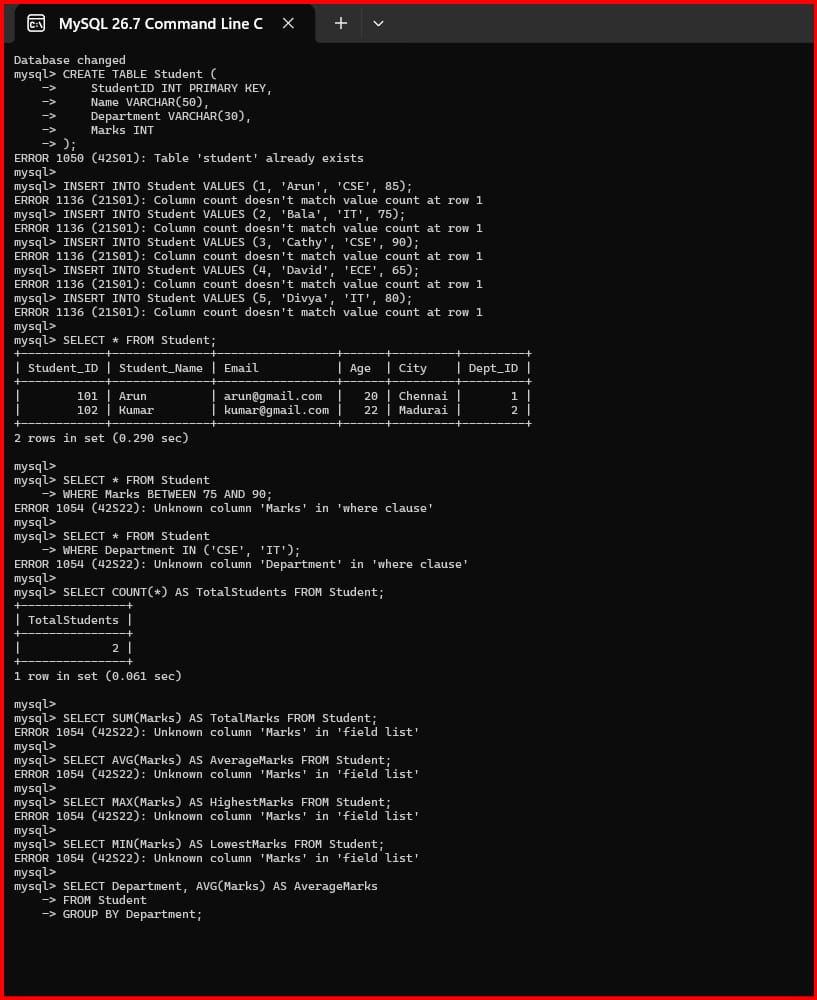 MySQL 26.7 Command Line C
Database changed
mysql> CREATE TABLE Student (
    ->     StudentID INT PRIMARY KEY,
    ->     Name VARCHAR(50),
    ->     Department VARCHAR(30),
    ->     Marks INT
    -> );
ERROR 1050 (42S01): Table 'student' already exists
mysql>
mysql> INSERT INTO Student VALUES (1, 'Arun', 'CSE', 85);
ERROR 1136 (21S01): Column count doesn't match value count at row 1
mysql> INSERT INTO Student VALUES (2, 'Bala', 'IT', 75);
ERROR 1136 (21S01): Column count doesn't match value count at row 1
mysql> INSERT INTO Student VALUES (3, 'Cathy', 'CSE', 90);
ERROR 1136 (21S01): Column count doesn't match value count at row 1
mysql> INSERT INTO Student VALUES (4, 'David', 'ECE', 65);
ERROR 1136 (21S01): Column count doesn't match value count at row 1
mysql> INSERT INTO Student VALUES (5, 'Divya', 'IT', 80);
ERROR 1136 (21S01): Column count doesn't match value count at row 1
mysql>
mysql> SELECT * FROM Student;
+------------+--------------+-----------------+------+---------+---------+
| Student_ID | Student_Name | Email           | Age  | City    | Dept_ID |
+------------+--------------+-----------------+------+---------+---------+
|        101 | Arun         | arun@gmail.com  |   20 | Chennai |       1 |
|        102 | Kumar        | kumar@gmail.com |   22 | Madurai |       2 |
+------------+--------------+-----------------+------+---------+---------+
2 rows in set (0.290 sec)
mysql>
mysql> SELECT * FROM Student
    -> WHERE Marks BETWEEN 75 AND 90;
ERROR 1054 (42S22): Unknown column 'Marks' in 'where clause'
mysql>
mysql> SELECT * FROM Student
    -> WHERE Department IN ('CSE', 'IT');
ERROR 1054 (42S22): Unknown column 'Department' in 'where clause'
mysql>
mysql> SELECT COUNT(*) AS TotalStudents FROM Student;
+---------------+
| TotalStudents |
+---------------+
|             2 |
+---------------+
1 row in set (0.061 sec)
mysql>
mysql> SELECT SUM(Marks) AS TotalMarks FROM Student;
ERROR 1054 (42S22): Unknown column 'Marks' in 'field list'
mysql>
mysql> SELECT AVG(Marks) AS AverageMarks FROM Student;
ERROR 1054 (42S22): Unknown column 'Marks' in 'field list'
mysql>
mysql> SELECT MAX(Marks) AS HighestMarks FROM Student;
ERROR 1054 (42S22): Unknown column 'Marks' in 'field list'
mysql>
mysql> SELECT MIN(Marks) AS LowestMarks FROM Student;
ERROR 1054 (42S22): Unknown column 'Marks' in 'field list'
mysql>
mysql> SELECT Department, AVG(Marks) AS AverageMarks
    -> FROM Student
    -> GROUP BY Department;